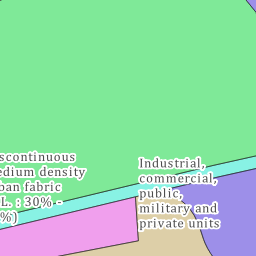 scontinuous
edium density
ban fabric
L. : 30% -
%)
Industrial,
commercial,
public,
military and
private units